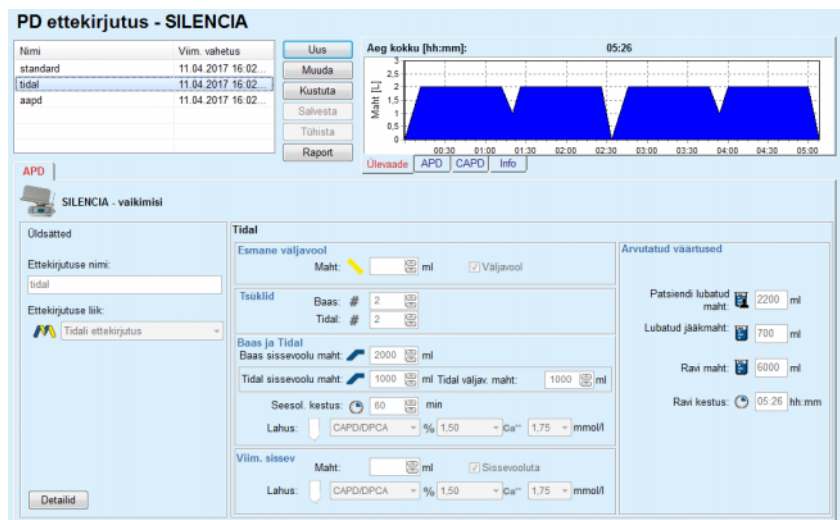 PD ettekirjutus - SILENCIA
Nimi Viim. vahetus
standard 11.04.2017 16:02...
tidal 11.04.2017 16:02...
aapd 11.04.2017 16:02...
Uus
Muuda
Kustuta
Salvesta
Tühista
Raport
Aeg kokku [hh:mm]: 05:26
Maht [L]
3
2,5
2
1,5
1
0,5
0
00:30 01:00 01:30 02:00 02:30 03:00 03:30 04:00 04:30 05:00
Ülevaade APD CAPD Info
APD
SILENCIA - vaikimisi
Üldsätted
Ettekirjutuse nimi:
tidal
Ettekirjutuse liik:
Tidali ettekirjutus
Detailid
Tidal
Esmane väljavool
Maht: ml Väljavool
Tsüklid
Baas: # 2
Tidal: # 2
Baas ja Tidal
Baas sissevoolu maht: 2000 ml
Tidal sissevoolu maht: 1000 ml Tidal väljav. maht: 1000 ml
Seesol. kestus: 60 min
Lahus: CAPD/DPCA % 1,50 Ca⁺⁺ 1,75 mmol/l
Viim. sissev
Maht: ml Sissevooluta
Lahus: CAPD/DPCA % 1,50 Ca⁺⁺ 1,75 mmol/l
Arvutatud väärtused
Patsiendi lubatud maht: 2200 ml
Lubatud jääkmaht: 700 ml
Ravi maht: 6000 ml
Ravi kestus: 05:26 hh:mm